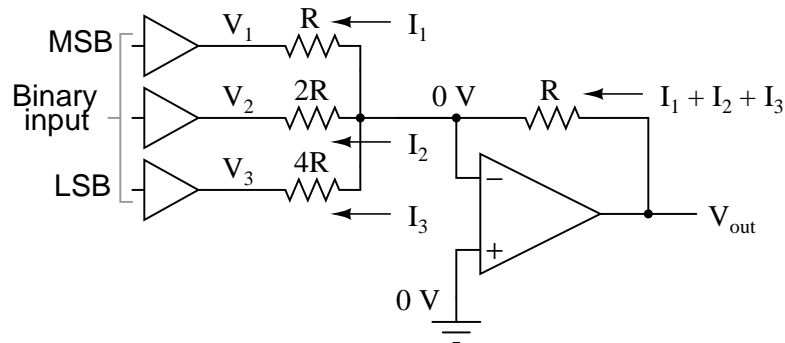 MSB
V1
R
I1
Binary
input
V2
2R
I2
0 V
R
I1 + I2 + I3
LSB
V3
4R
I3
−
+
Vout
0 V